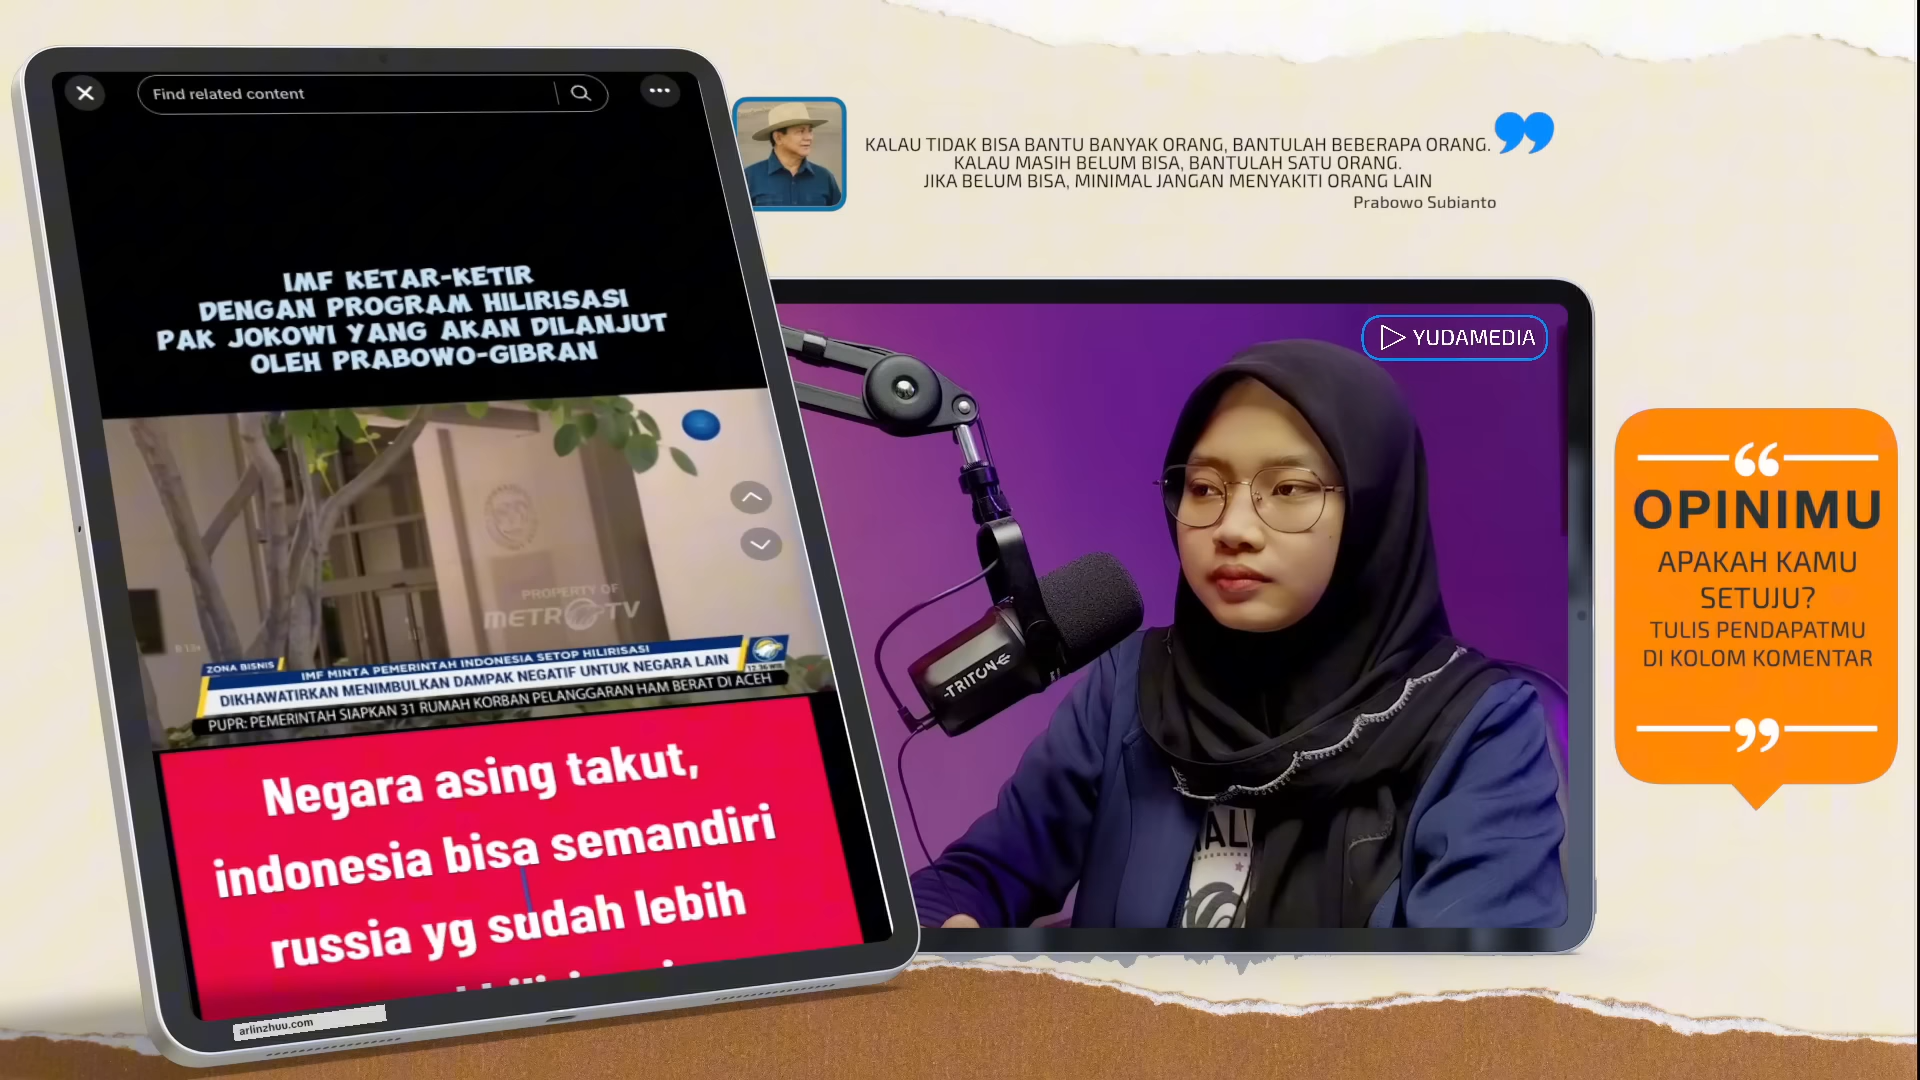 Find related content
IMF KETAR-KETIR
DENGAN PROGRAM HILIRISASI
PAK JOKOWI YANG AKAN DILANJUT
OLEH PRABOWO-GIBRAN
PROPERTY OF
METRO TV
ZONA BISNIS
IMF MINTA PEMERINTAH INDONESIA SETOP HILIRISASI
DIKHAWATIRKAN MENIMBULKAN DAMPAK NEGATIF UNTUK NEGARA LAIN
12.36 WIB
PUPR: PEMERINTAH SIAPKAN 31 RUMAH KORBAN PELANGGARAN HAM BERAT DI ACEH
Negara asing takut,
indonesia bisa semandiri
russia yg sudah lebih
arlinzhuu.com
KALAU TIDAK BISA BANTU BANYAK ORANG, BANTULAH BEBERAPA ORANG.
KALAU MASIH BELUM BISA, BANTULAH SATU ORANG.
JIKA BELUM BISA, MINIMAL JANGAN MENYAKITI ORANG LAIN
Prabowo Subianto
YUDAMEDIA
TRITON
OPINIMU
APAKAH KAMU
SETUJU?
TULIS PENDAPATMU
DI KOLOM KOMENTAR